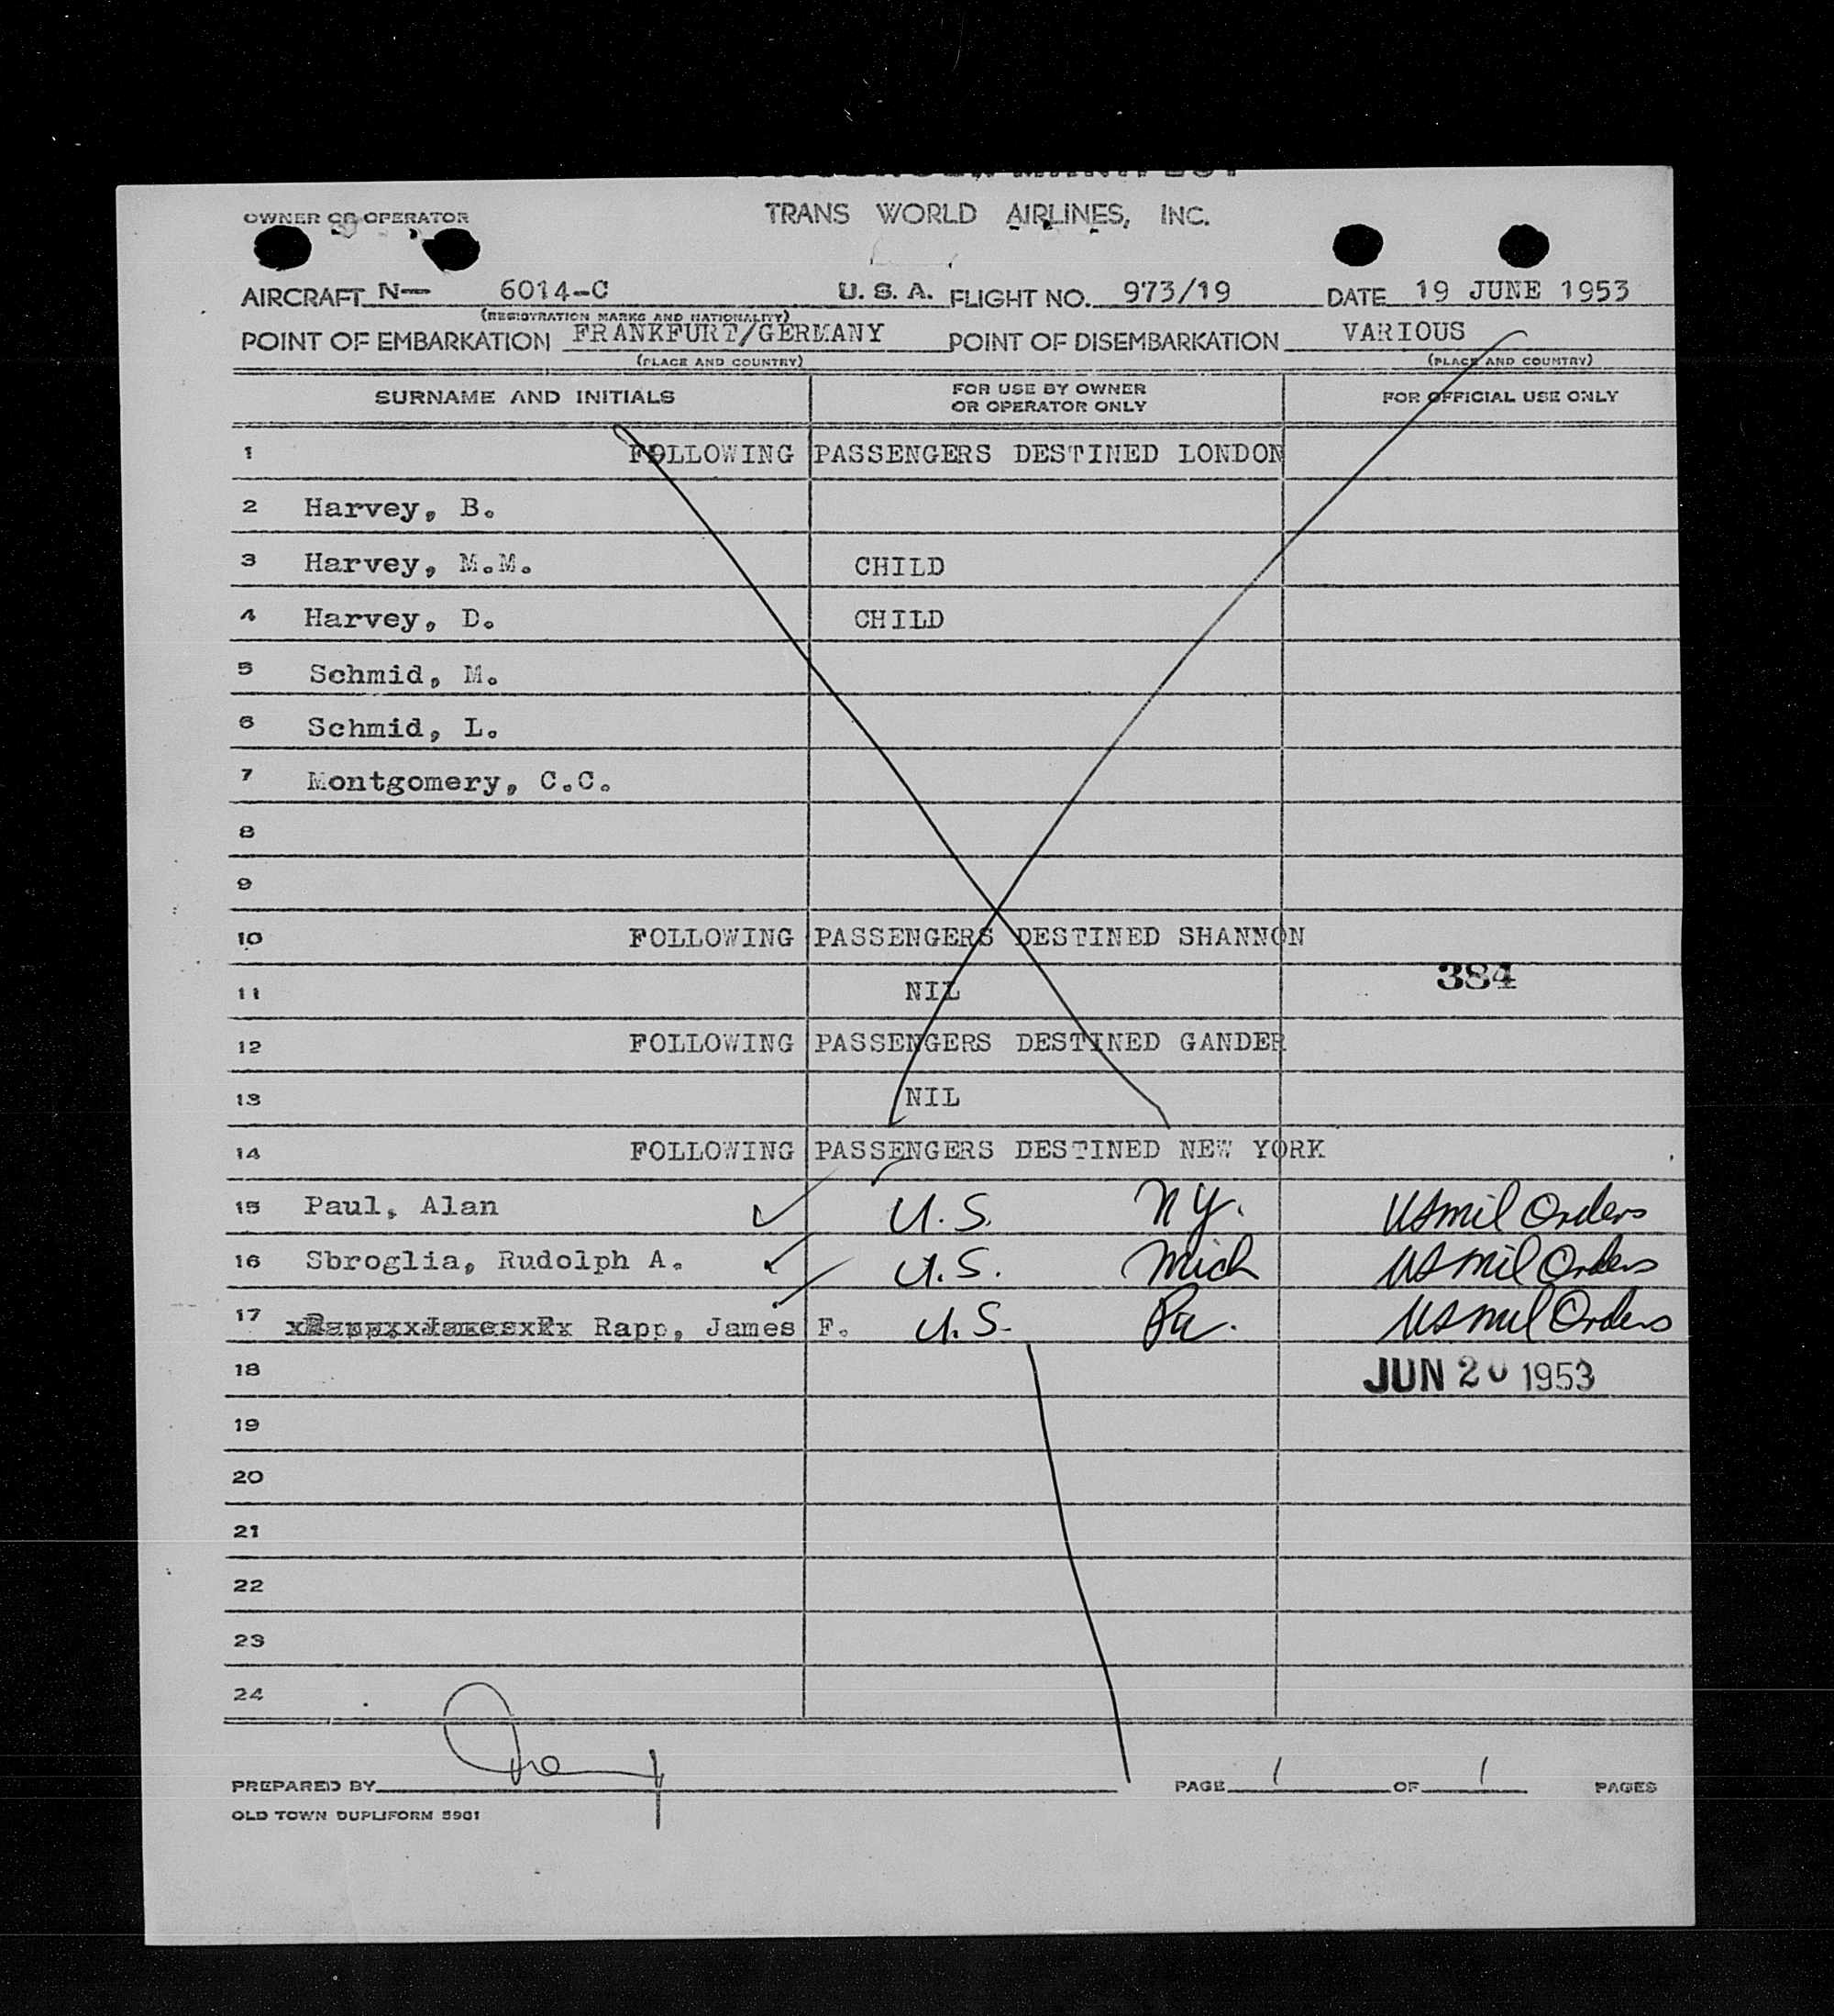 PASSENGER MANIFEST
OWNER OR OPERATOR TRANS WORLD AIRLINES, INC.
AIRCRAFT N— 6014-C U. S. A. FLIGHT NO. 973/19 DATE 19 JUNE 1953
(REGISTRATION MARKS AND NATIONALITY)
POINT OF EMBARKATION FRANKFURT/GERMANY POINT OF DISEMBARKATION VARIOUS
(PLACE AND COUNTRY) (PLACE AND COUNTRY)
SURNAME AND INITIALS FOR USE BY OWNER OR OPERATOR ONLY FOR OFFICIAL USE ONLY
1 FOLLOWING PASSENGERS DESTINED LONDON
2 Harvey, B.
3 Harvey, M.M. CHILD
4 Harvey, D. CHILD
5 Schmid, M.
6 Schmid, L.
7 Montgomery, C.C.
8
9
10 FOLLOWING PASSENGERS DESTINED SHANNON
384
11 NIL
12 FOLLOWING PASSENGERS DESTINED GANDER
13 NIL
14 FOLLOWING PASSENGERS DESTINED NEW YORK
15 Paul, Alan U.S. NY. US mil Orders
16 Sbroglia, Rudolph A. U.S. Mich US mil Orders
17 Rapp, James F. U.S. Pa. US mil Orders
18 JUN 20 1953
19
20
21
22
23
24
PREPARED BY PAGE 1 OF 1 PAGES
OLD TOWN DUPLIFORM 5901